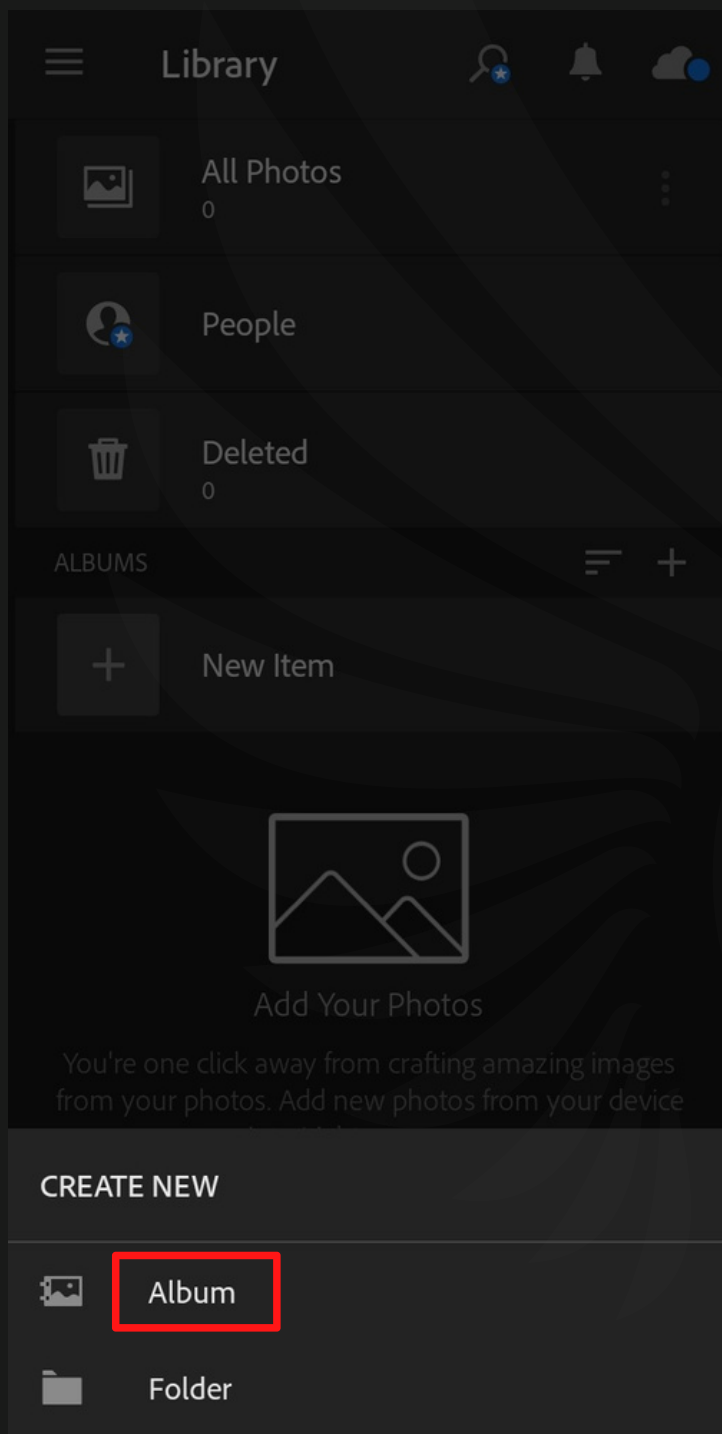 Library
All Photos
0
People
Deleted
0
ALBUMS
New Item
Add Your Photos
You're one click away from crafting amazing images
from your photos. Add new photos from your device
CREATE NEW
Album
Folder